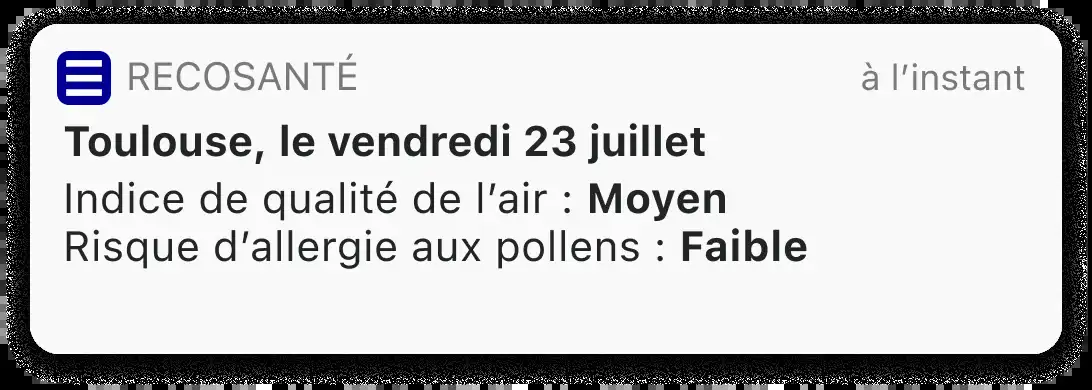 RECOSANTÉ à l’instant
Toulouse, le vendredi 23 juillet
Indice de qualité de l’air : Moyen
Risque d’allergie aux pollens : Faible